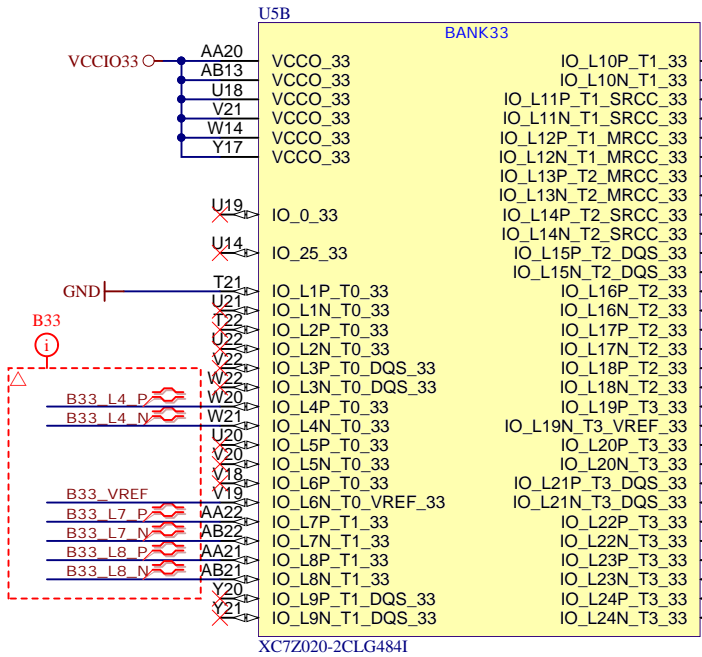 U5B
BANK33
VCCIO33
AA20 VCCO_33 IO_L10P_T1_33
AB13 VCCO_33 IO_L10N_T1_33
U18 VCCO_33 IO_L11P_T1_SRCC_33
V21 VCCO_33 IO_L11N_T1_SRCC_33
W14 VCCO_33 IO_L12P_T1_MRCC_33
Y17 VCCO_33 IO_L12N_T1_MRCC_33
IO_L13P_T2_MRCC_33
IO_L13N_T2_MRCC_33
U19 IO_0_33 IO_L14P_T2_SRCC_33
IO_L14N_T2_SRCC_33
U14 IO_25_33 IO_L15P_T2_DQS_33
IO_L15N_T2_DQS_33
GND T21 IO_L1P_T0_33 IO_L16P_T2_33
U21 IO_L1N_T0_33 IO_L16N_T2_33
B33
T22 IO_L2P_T0_33 IO_L17P_T2_33
i
U22 IO_L2N_T0_33 IO_L17N_T2_33
V22 IO_L3P_T0_DQS_33 IO_L18P_T2_33
W22 IO_L3N_T0_DQS_33 IO_L18N_T2_33
B33_L4_P W20 IO_L4P_T0_33 IO_L19P_T3_33
B33_L4_N W21 IO_L4N_T0_33 IO_L19N_T3_VREF_33
U20 IO_L5P_T0_33 IO_L20P_T3_33
V20 IO_L5N_T0_33 IO_L20N_T3_33
V18 IO_L6P_T0_33 IO_L21P_T3_DQS_33
B33_VREF V19 IO_L6N_T0_VREF_33 IO_L21N_T3_DQS_33
B33_L7_P AA22 IO_L7P_T1_33 IO_L22P_T3_33
B33_L7_N AB22 IO_L7N_T1_33 IO_L22N_T3_33
B33_L8_P AA21 IO_L8P_T1_33 IO_L23P_T3_33
B33_L8_N AB21 IO_L8N_T1_33 IO_L23N_T3_33
Y20 IO_L9P_T1_DQS_33 IO_L24P_T3_33
Y21 IO_L9N_T1_DQS_33 IO_L24N_T3_33
XC7Z020-2CLG484I